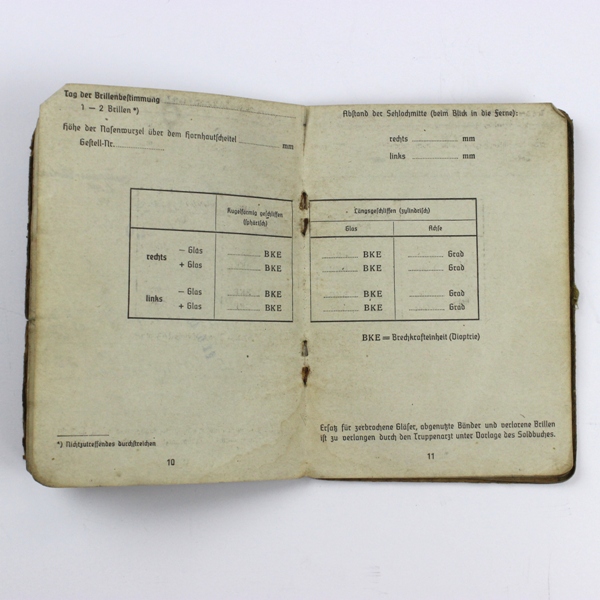 Tag der Brillenbestimmung
1 — 2 Brillen *)
Höhe der Nasenwurzel über dem Hornhautscheitel mm
Gestell-Nr.
Kugelförmig geschliffen
(sphärisch)
rechts
— Glas BKE
+ Glas BKE
links
— Glas BKE
+ Glas BKE
*) Nichtzutreffendes durchstreichen
10
Abstand der Sehlochmitte (beim Blick in die Ferne):
rechts mm
links mm
Längsgeschliffen (zylindrisch)
Glas Achse
BKE Grad
BKE Grad
BKE Grad
BKE Grad
BKE = Brechkrafteinheit (Dioptrie)
Ersatz für zerbrochene Gläser, abgenutzte Bänder und verlorene Brillen
ist zu verlangen durch den Truppenarzt unter Vorlage des Soldbuches.
11